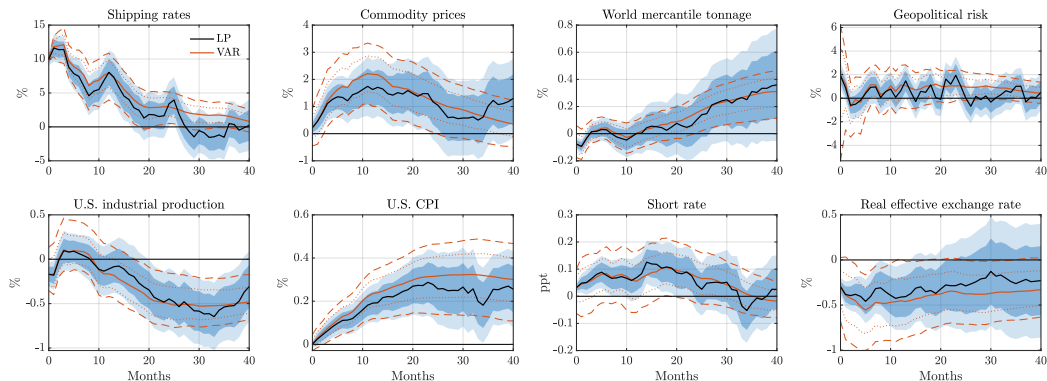 Shipping rates
15
10
5
0
-5
%
LP
VAR
0 10 20 30 40
Commodity prices
4
3
2
1
0
-1
%
0 10 20 30 40
World mercantile tonnage
0.8
0.6
0.4
0.2
0
-0.2
%
0 10 20 30 40
Geopolitical risk
6
4
2
0
-2
-4
%
0 10 20 30 40
U.S. industrial production
0.5
0
-0.5
-1
%
0 10 20 30 40
Months
U.S. CPI
0.6
0.4
0.2
0
%
0 10 20 30 40
Months
Short rate
0.3
0.2
0.1
0
-0.1
-0.2
ppt
0 10 20 30 40
Months
Real effective exchange rate
0.5
0
-0.5
-1
%
0 10 20 30 40
Months